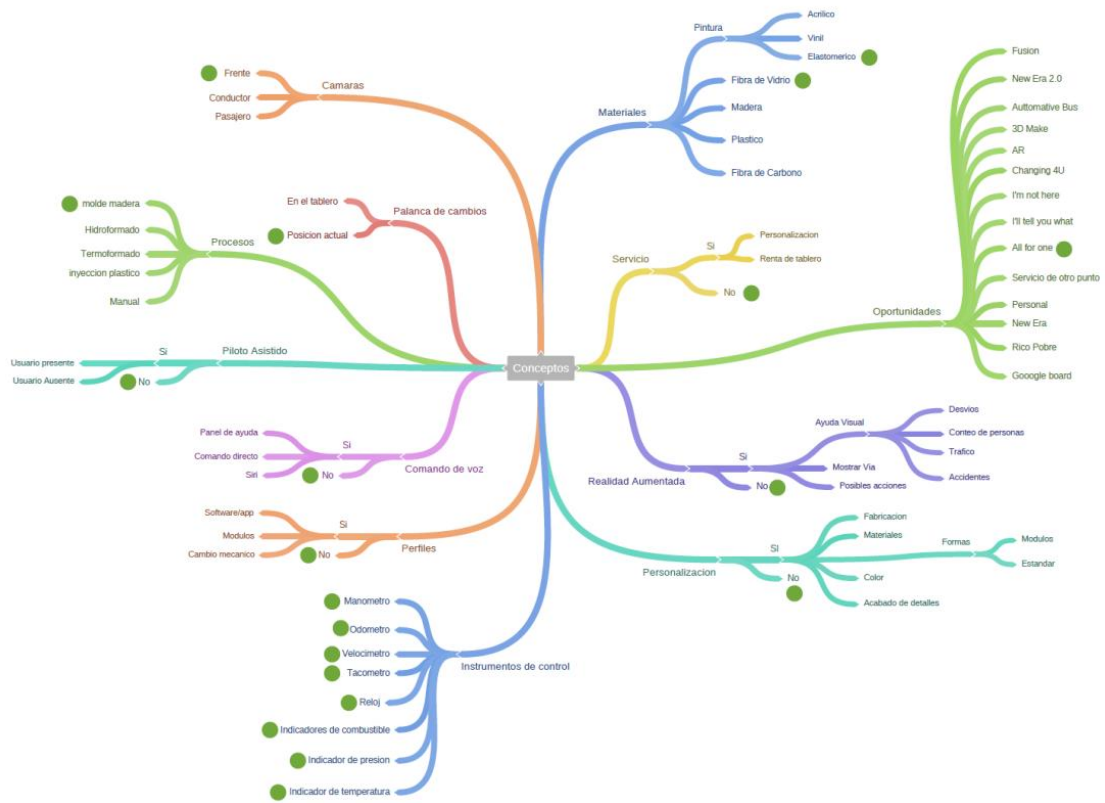 Conceptos
Camaras
Frente
Conductor
Pasajero
Palanca de cambios
En el tablero
Posicion actual
Procesos
molde madera
Hidroformado
Termoformado
inyeccion plastico
Manual
Piloto Asistido
Si
Usuario presente
Usuario Ausente
No
Comando de voz
Si
Panel de ayuda
Comando directo
Siri
No
Perfiles
Si
Software/app
Modulos
Cambio mecanico
No
Instrumentos de control
Manometro
Odometro
Velocimetro
Tacometro
Reloj
Indicadores de combustible
Indicador de presion
Indicador de temperatura
Materiales
Pintura
Acrilico
Vinil
Elastomerico
Fibra de Vidrio
Madera
Plastico
Fibra de Carbono
Servicio
Si
Personalizacion
Renta de tablero
No
Oportunidades
Fusion
New Era 2.0
Auttomative Bus
3D Make
AR
Changing 4U
I'm not here
I'll tell you what
All for one
Servicio de otro punto
Personal
New Era
Rico Pobre
Gooogle board
Realidad Aumentada
Si
Ayuda Visual
Desvios
Conteo de personas
Trafico
Accidentes
Mostrar Via
Posibles acciones
No
Personalizacion
Si
Fabricacion
Materiales
Formas
Modulos
Estandar
Color
Acabado de detalles
No